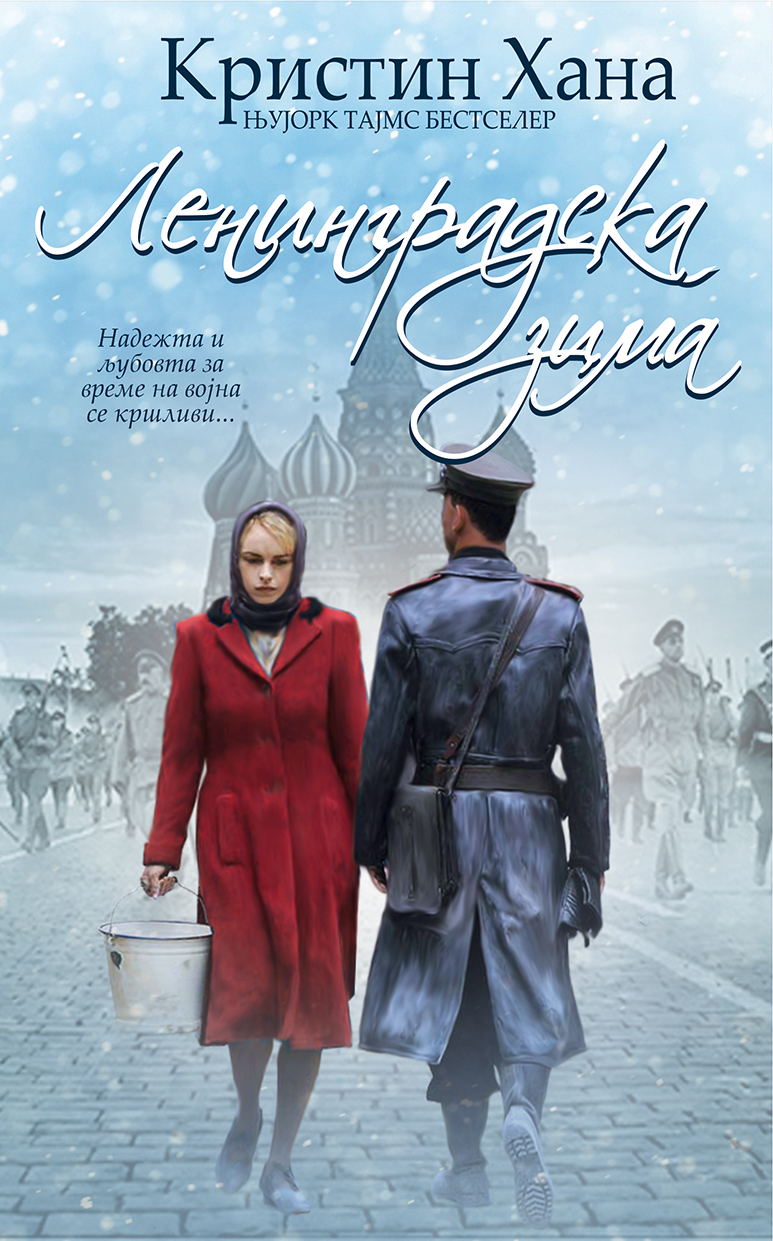 Кристин Хана
ЊУЈОРК ТАЈМС БЕСТСЕЛЕР
Ленинградска
зима
Надежта и
љубовта за
време на војна
се кршливи...